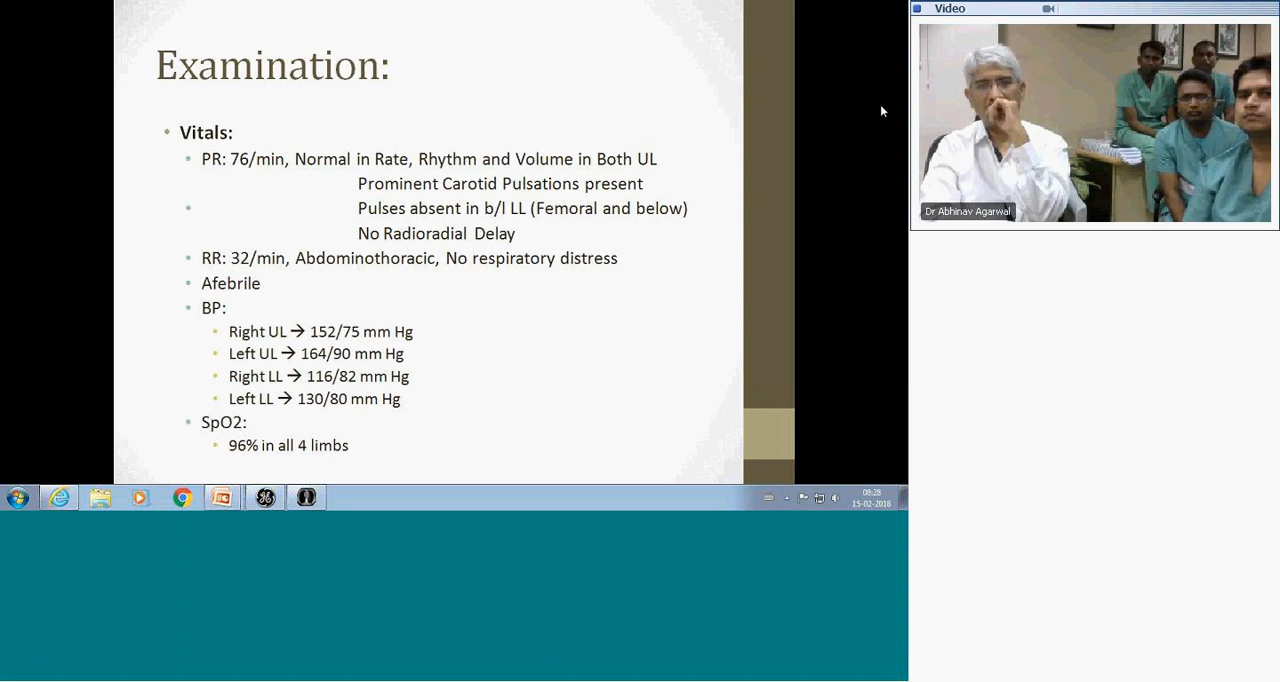 Examination:
Vitals:
PR: 76/min, Normal in Rate, Rhythm and Volume in Both UL
Prominent Carotid Pulsations present
Pulses absent in b/l LL (Femoral and below)
No Radioradial Delay
RR: 32/min, Abdominothoracic, No respiratory distress
Afebrile
BP:
Right UL → 152/75 mm Hg
Left UL → 164/90 mm Hg
Right LL → 116/82 mm Hg
Left LL → 130/80 mm Hg
SpO2:
96% in all 4 limbs
08:28
15-02-2018
Video
Dr Abhinav Agarwal